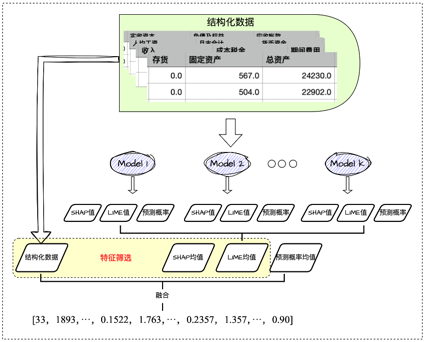 结构化数据
人均工资
收入
成本税金
期间费用
存货 固定资产 总资产
0.0 567.0 24230.0
0.0 504.0 22902.0
Model 1 Model 2 Model K
SHAP值 LIME值 预测概率 SHAP值 LIME值 预测概率 SHAP值 LIME值 预测概率
结构化数据 特征筛选 SHAP均值 LIME均值 预测概率均值
融合
[33, 1893, ⋯, 0.1522, 1.763, ⋯, 0.2357, 1.357, ⋯, 0.90]